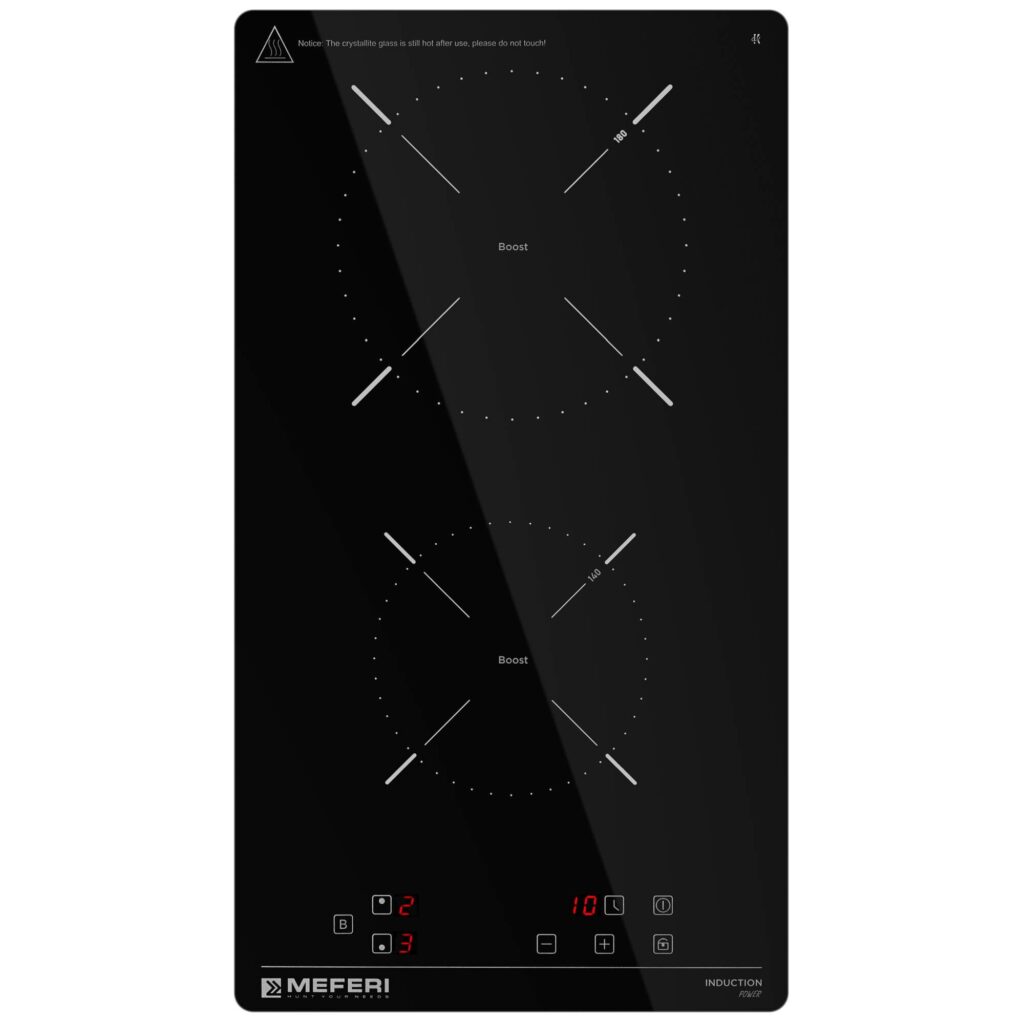 Notice: The crystallite glass is still hot after use, please do not touch!
180
Boost
140
Boost
2
10
B
3
MEFERI
HUNT YOUR NEEDS
INDUCTION
POWER